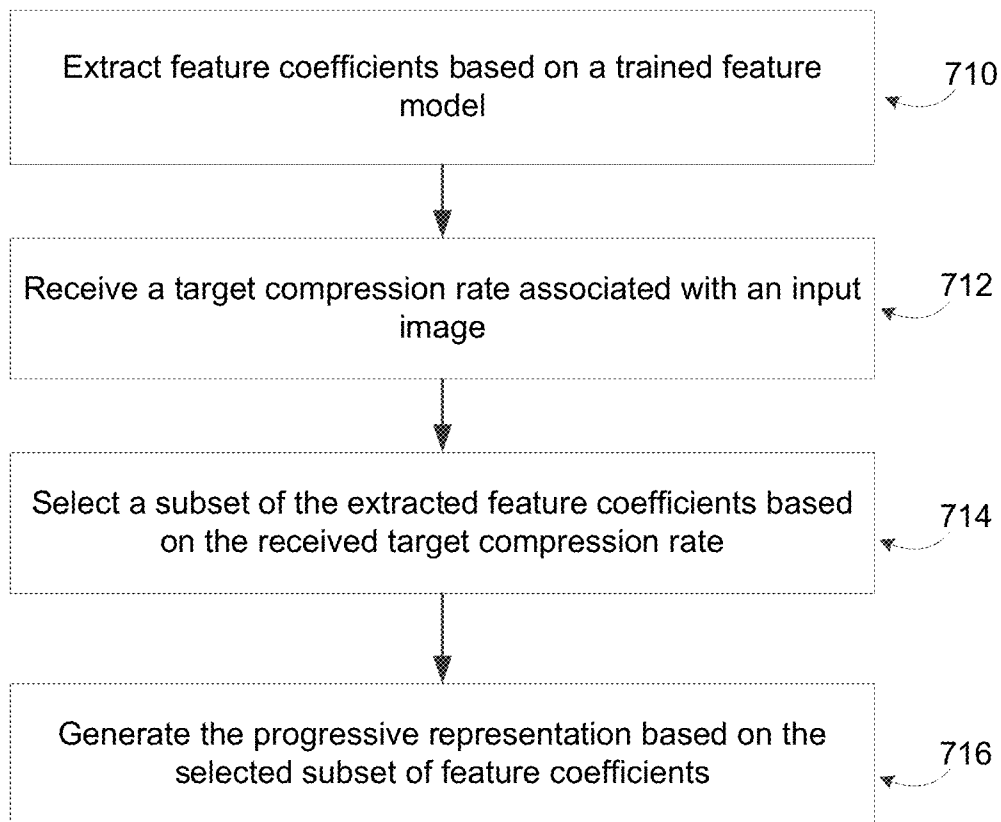 Extract feature coefficients based on a trained feature
model
710
Receive a target compression rate associated with an input
image
712
Select a subset of the extracted feature coefficients based
on the received target compression rate
714
Generate the progressive representation based on the
selected subset of feature coefficients
716